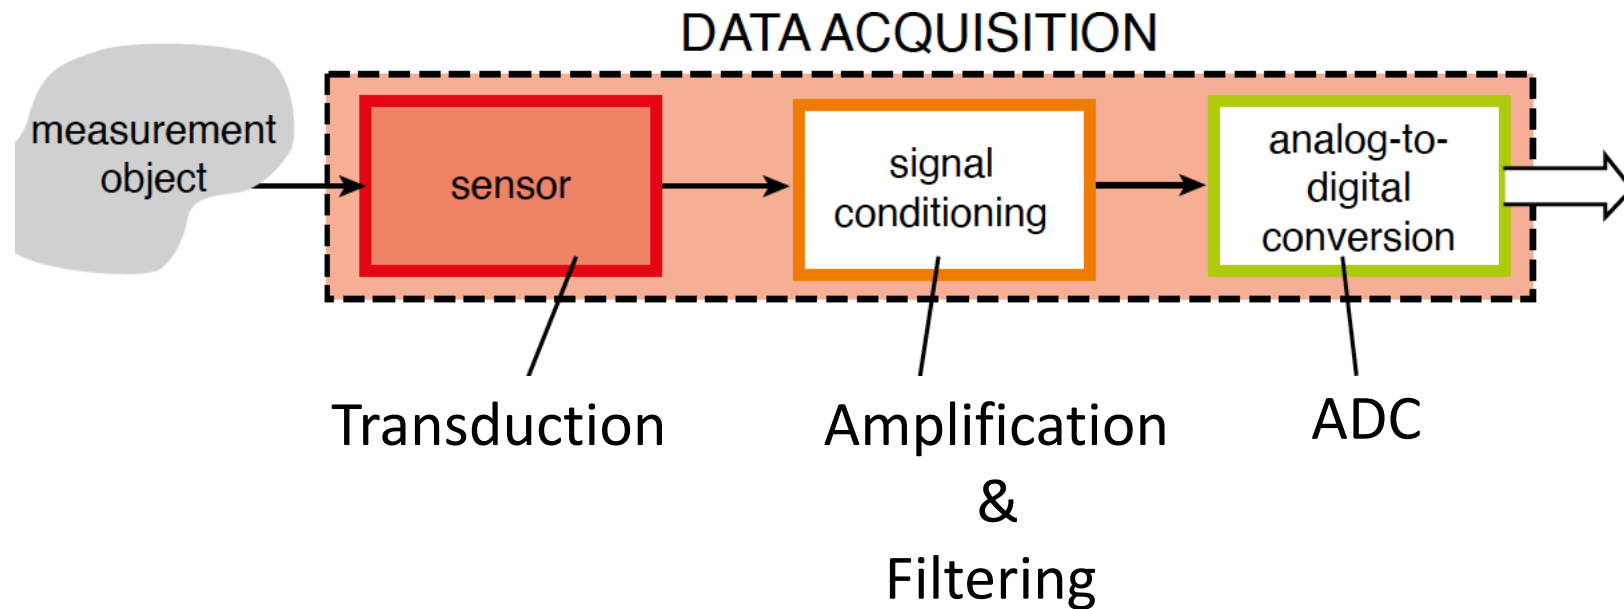 DATA ACQUISITION
measurement
object
sensor
signal
conditioning
analog-to-
digital
conversion
Transduction
Amplification
&
Filtering
ADC